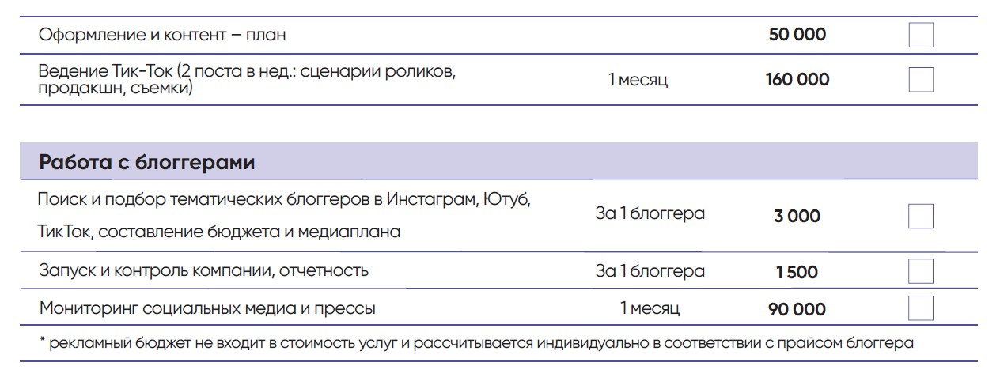 Оформление и контент – план 50 000
Ведение Тик-Ток (2 поста в нед.: сценарии роликов,
продакшн, съемки) 1 месяц 160 000
Работа с блоггерами
Поиск и подбор тематических блоггеров в Инстаграм, Ютуб,
ТикТок, составление бюджета и медиаплана За 1 блоггера 3 000
Запуск и контроль компании, отчетность За 1 блоггера 1 500
Мониторинг социальных медиа и прессы 1 месяц 90 000
* рекламный бюджет не входит в стоимость услуг и рассчитывается индивидуально в соответствии с прайсом блоггера